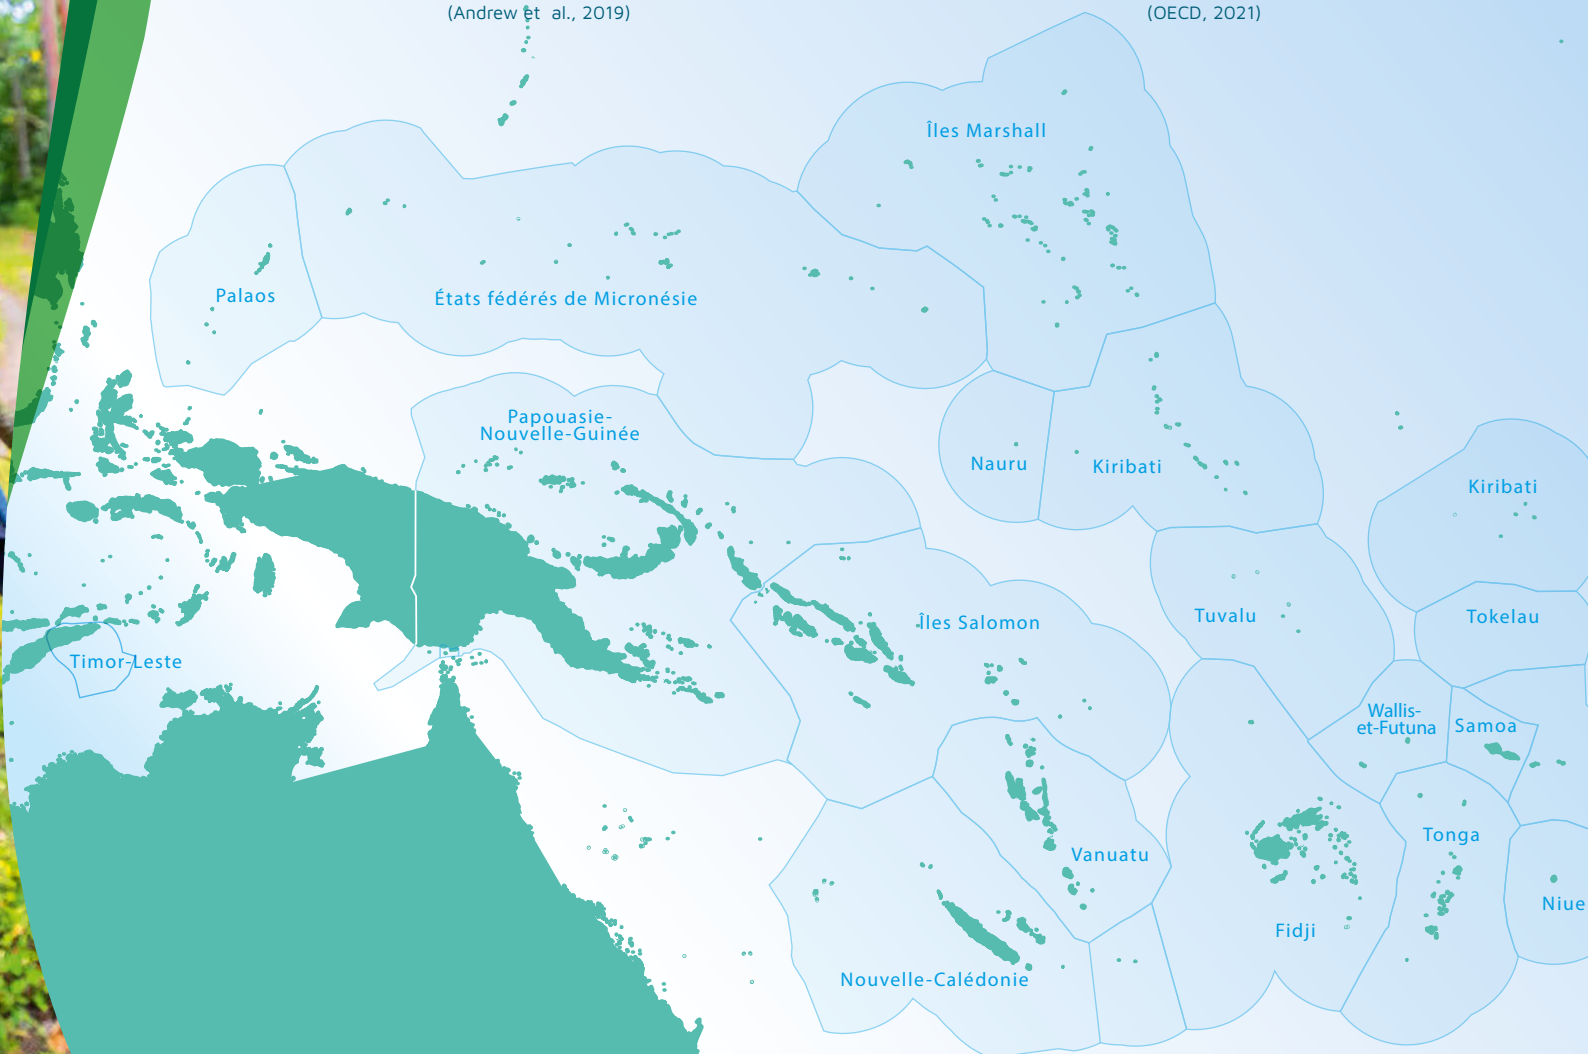 (Andrew et al., 2019)
(OECD, 2021)
Îles Marshall
Palaos
États fédérés de Micronésie
Papouasie-
Nouvelle-Guinée
Nauru
Kiribati
Kiribati
Îles Salomon
Tuvalu
Tokelau
Timor-Leste
Wallis-
et-Futuna
Samoa
Tonga
Vanuatu
Niue
Fidji
Nouvelle-Calédonie